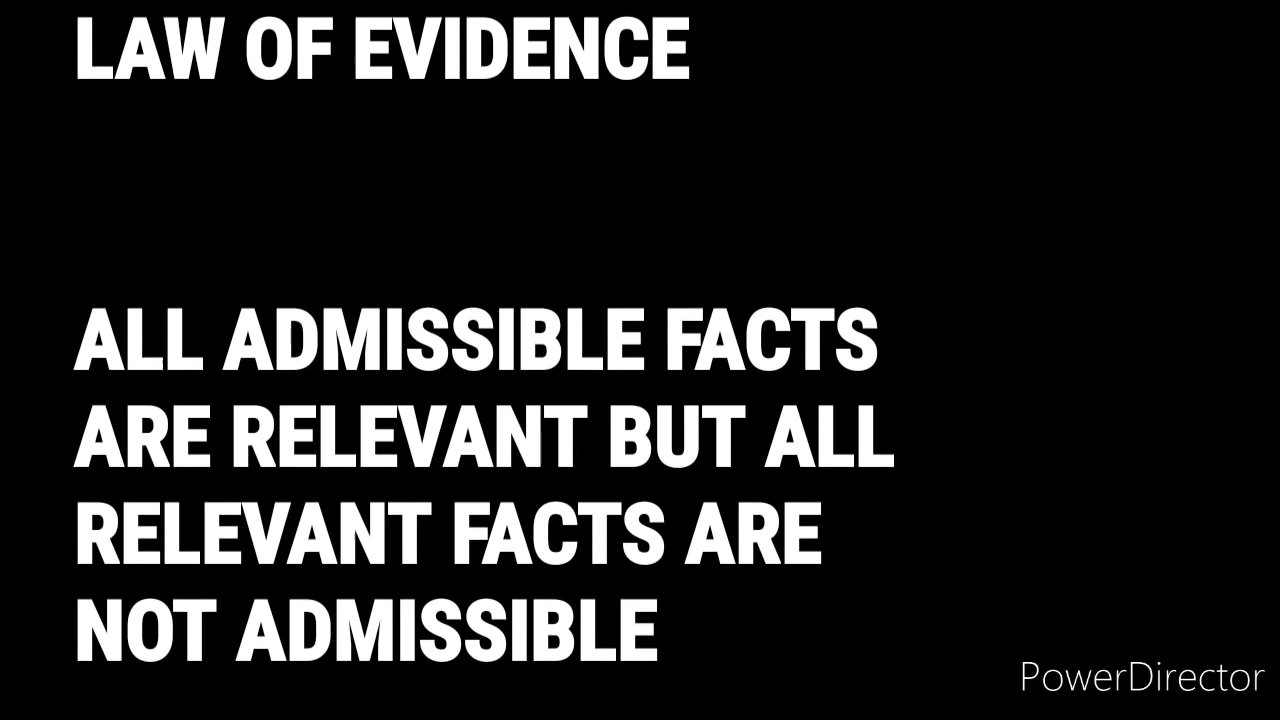 LAW OF EVIDENCE
ALL ADMISSIBLE FACTS
ARE RELEVANT BUT ALL
RELEVANT FACTS ARE
NOT ADMISSIBLE
PowerDirector